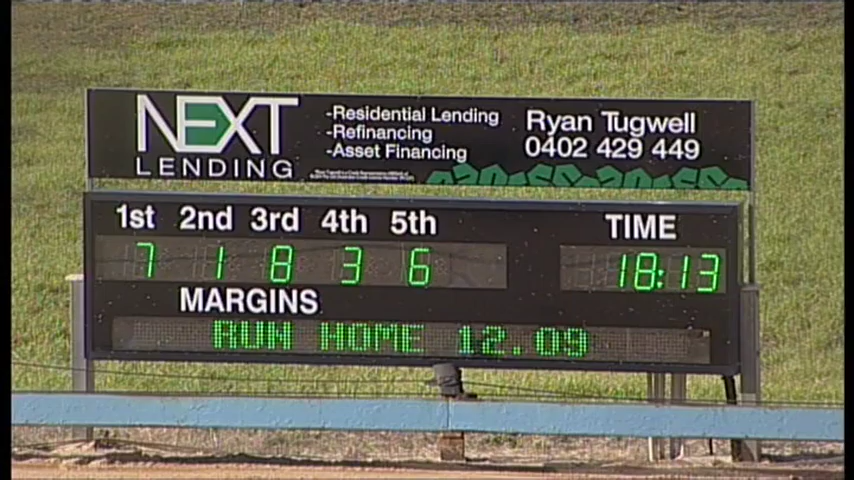 NEXT
LENDING
-Residential Lending
-Refinancing
-Asset Financing
Ryan Tugwell
0402 429 449
1st 2nd 3rd 4th 5th TIME
7 1 8 3 6 18:13
MARGINS
RUN HOME 12.09